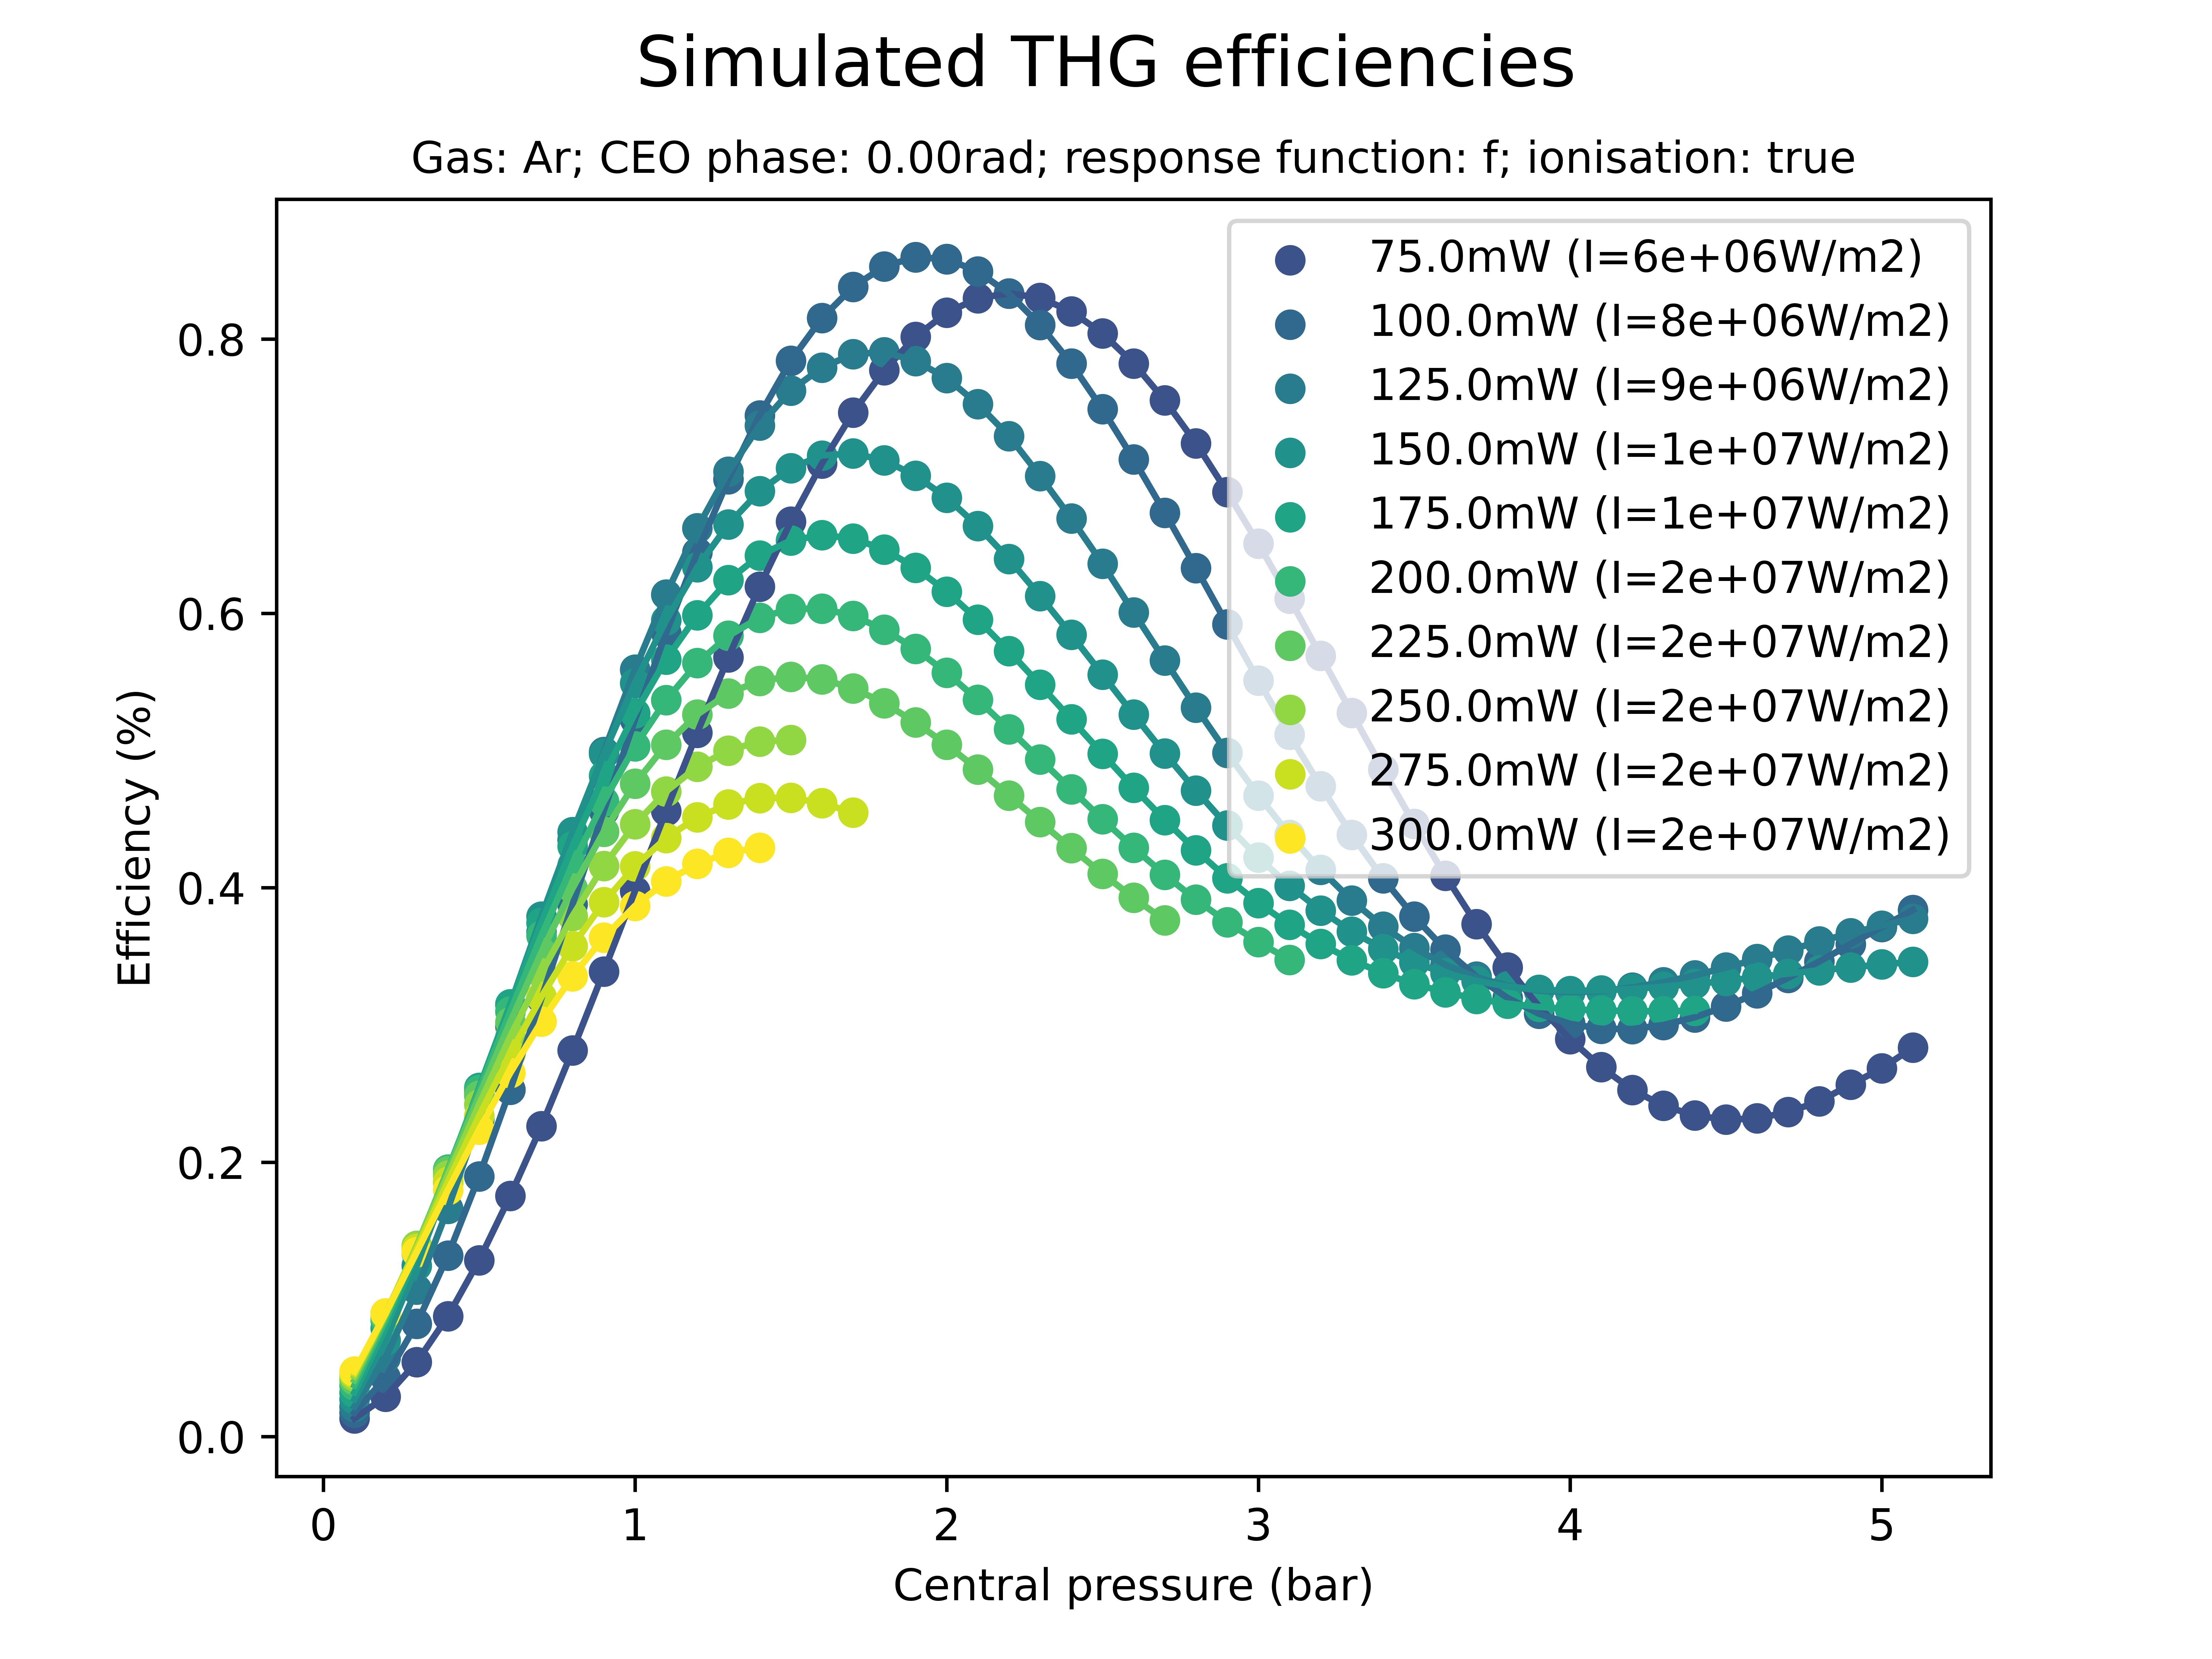 Simulated THG efficiencies
Gas: Ar; CEO phase: 0.00rad; response function: f; ionisation: true
75.0mW (I=6e+06W/m2)
100.0mW (I=8e+06W/m2)
125.0mW (I=9e+06W/m2)
150.0mW (I=1e+07W/m2)
175.0mW (I=1e+07W/m2)
200.0mW (I=2e+07W/m2)
225.0mW (I=2e+07W/m2)
250.0mW (I=2e+07W/m2)
275.0mW (I=2e+07W/m2)
300.0mW (I=2e+07W/m2)
Efficiency (%)
0.8
0.6
0.4
0.2
0.0
0 1 2 3 4 5
Central pressure (bar)